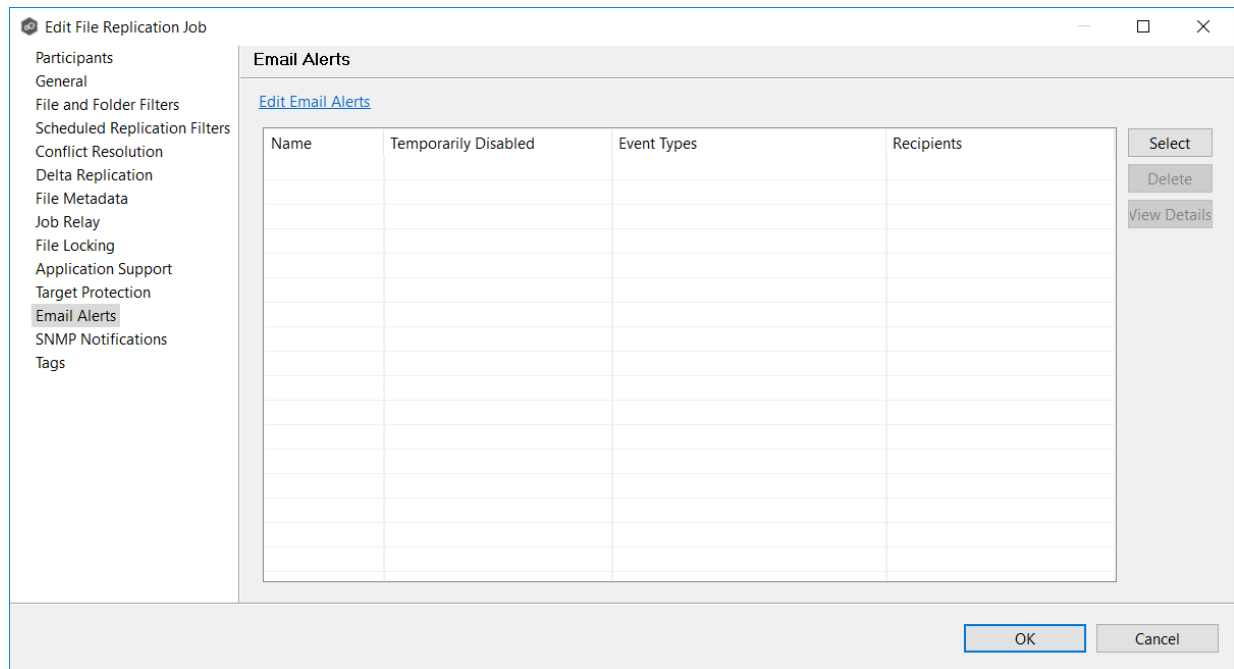 Edit File Replication Job
Participants
General
File and Folder Filters
Scheduled Replication Filters
Conflict Resolution
Delta Replication
File Metadata
Job Relay
File Locking
Application Support
Target Protection
Email Alerts
SNMP Notifications
Tags
Email Alerts
Edit Email Alerts
Name Temporarily Disabled Event Types Recipients
Select
Delete
View Details
OK Cancel